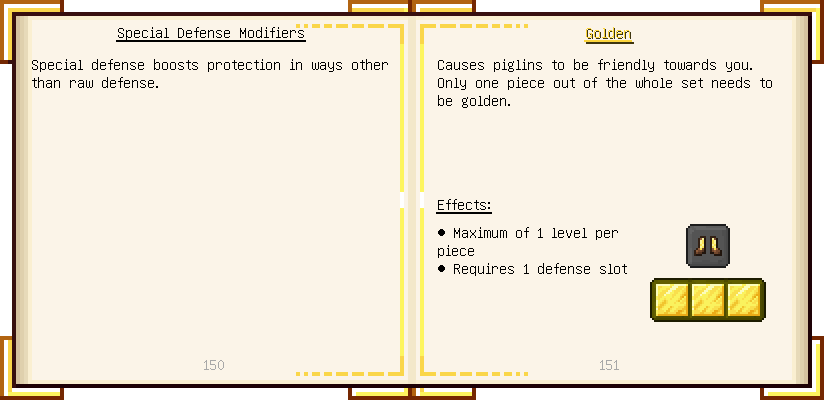 Special Defense Modifiers
Special defense boosts protection in ways other
than raw defense.
150
Golden
Causes piglins to be friendly towards you.
Only one piece out of the whole set needs to
be golden.
Effects:
● Maximum of 1 level per
piece
● Requires 1 defense slot
151